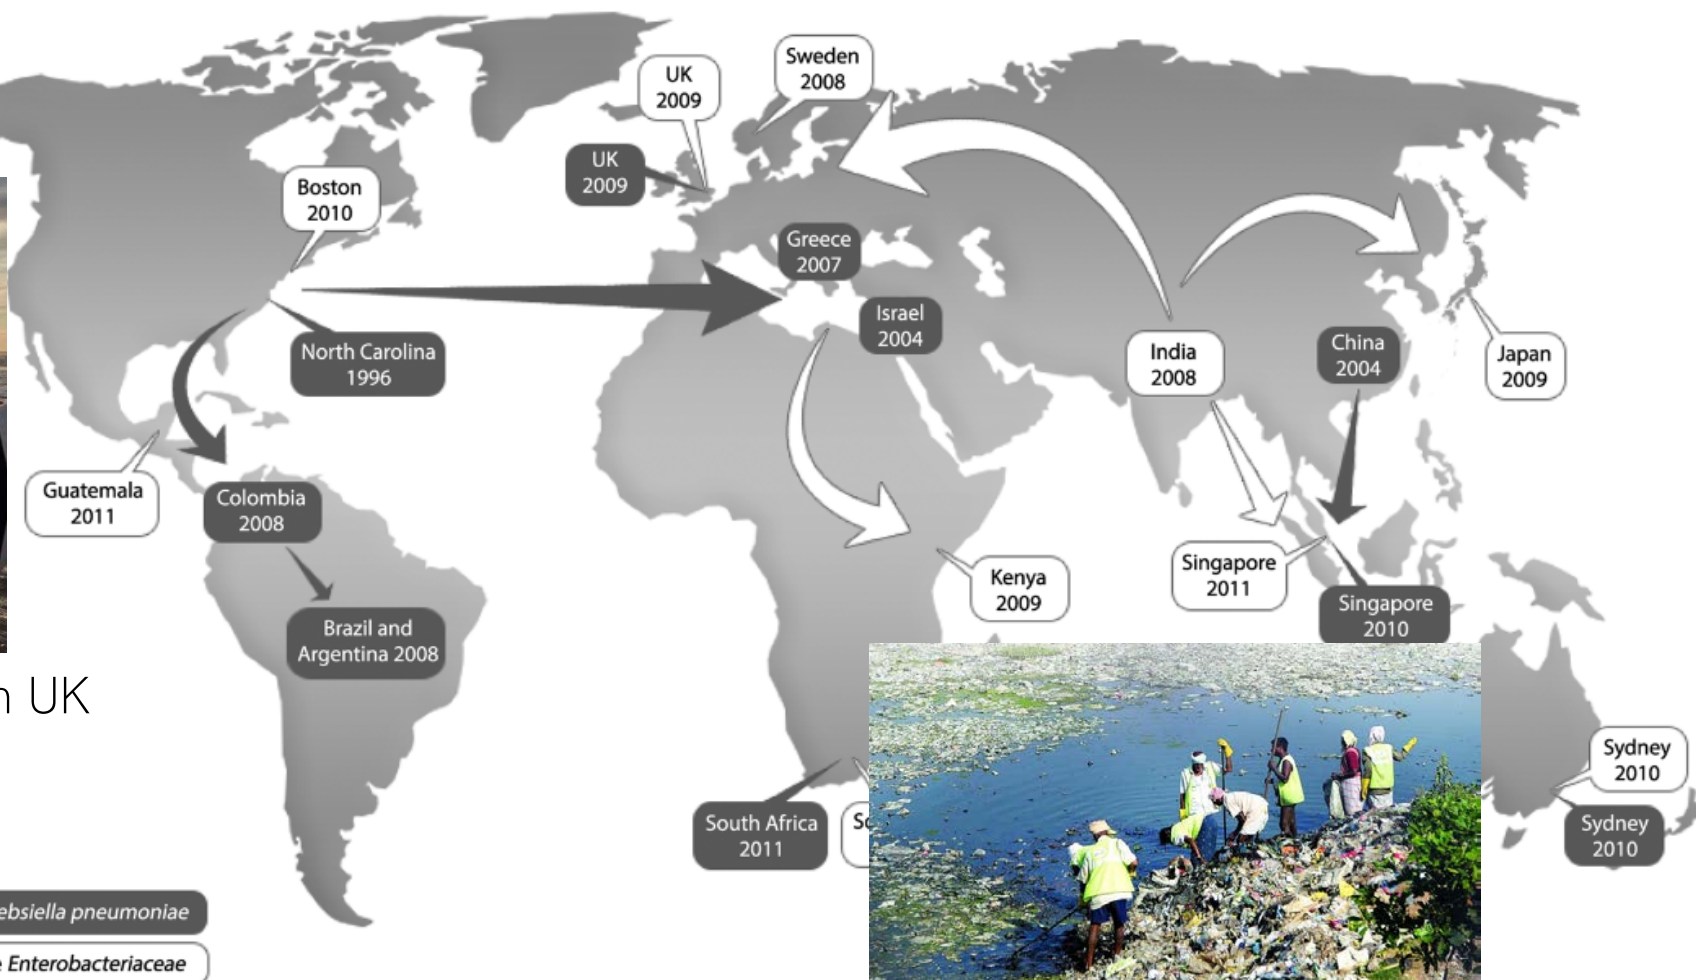 Sweden
2008
UK
2009
UK
2009
Boston
2010
Greece
2007
Israel
2004
North Carolina
1996
India
2008
China
2004
Japan
2009
Guatemala
2011
Colombia
2008
Singapore
2011
Kenya
2009
Singapore
2010
Brazil and
Argentina 2008
UK
Sydney
2010
South Africa
2011
Sydney
2010
pneumoniae
Enterobacteriaceae